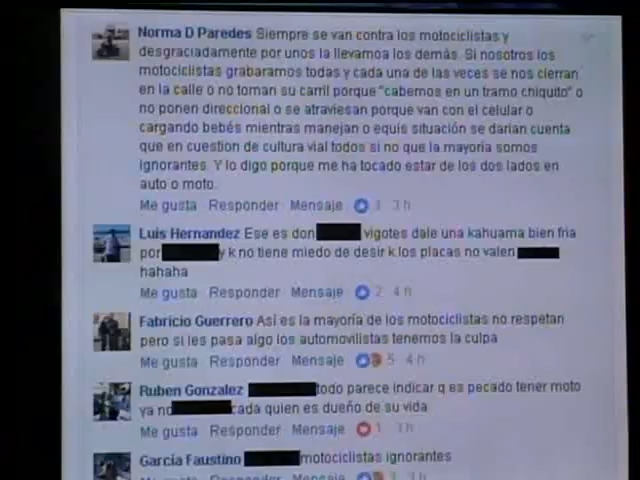 Norma D Paredes Siempre se van contra los motociclistas y
desgraciadamente por unos la llevamoa los demás. Si nosotros los
motociclistas grabaramos todas y cada una de las veces se nos cierran
en la calle o no toman su carril porque "cabemos en un tramo chiquito" o
no ponen direccional o se atraviesan porque van con el celular o
cargando bebés mientras manejan o equis situación se darian cuenta
que en cuestion de cultura vial todos si no que la mayoria somos
ignorantes. Y lo digo porque me ha tocado estar de los dos lados en
auto o moto.
Me gusta Responder Mensaje 3 h
Luis Hernandez Ese es don vigotes dale una kahuama bien fria
por y k no tiene miedo de desir k los placas no valen
hahaha
Me gusta Responder Mensaje 2 4 h
Fabricio Guerrero Así es la mayoría de los motociclistas no respetan
pero si les pasa algo los automovilistas tenemos la culpa
Me gusta Responder Mensaje 5 4 h
Ruben Gonzalez todo parece indicar q es pecado tener moto
ya no cada quien es dueño de su vida
Me gusta Responder Mensaje 1 3 h
García Faustino motociclistas ignorantes
Me gusta Responder Mensaje